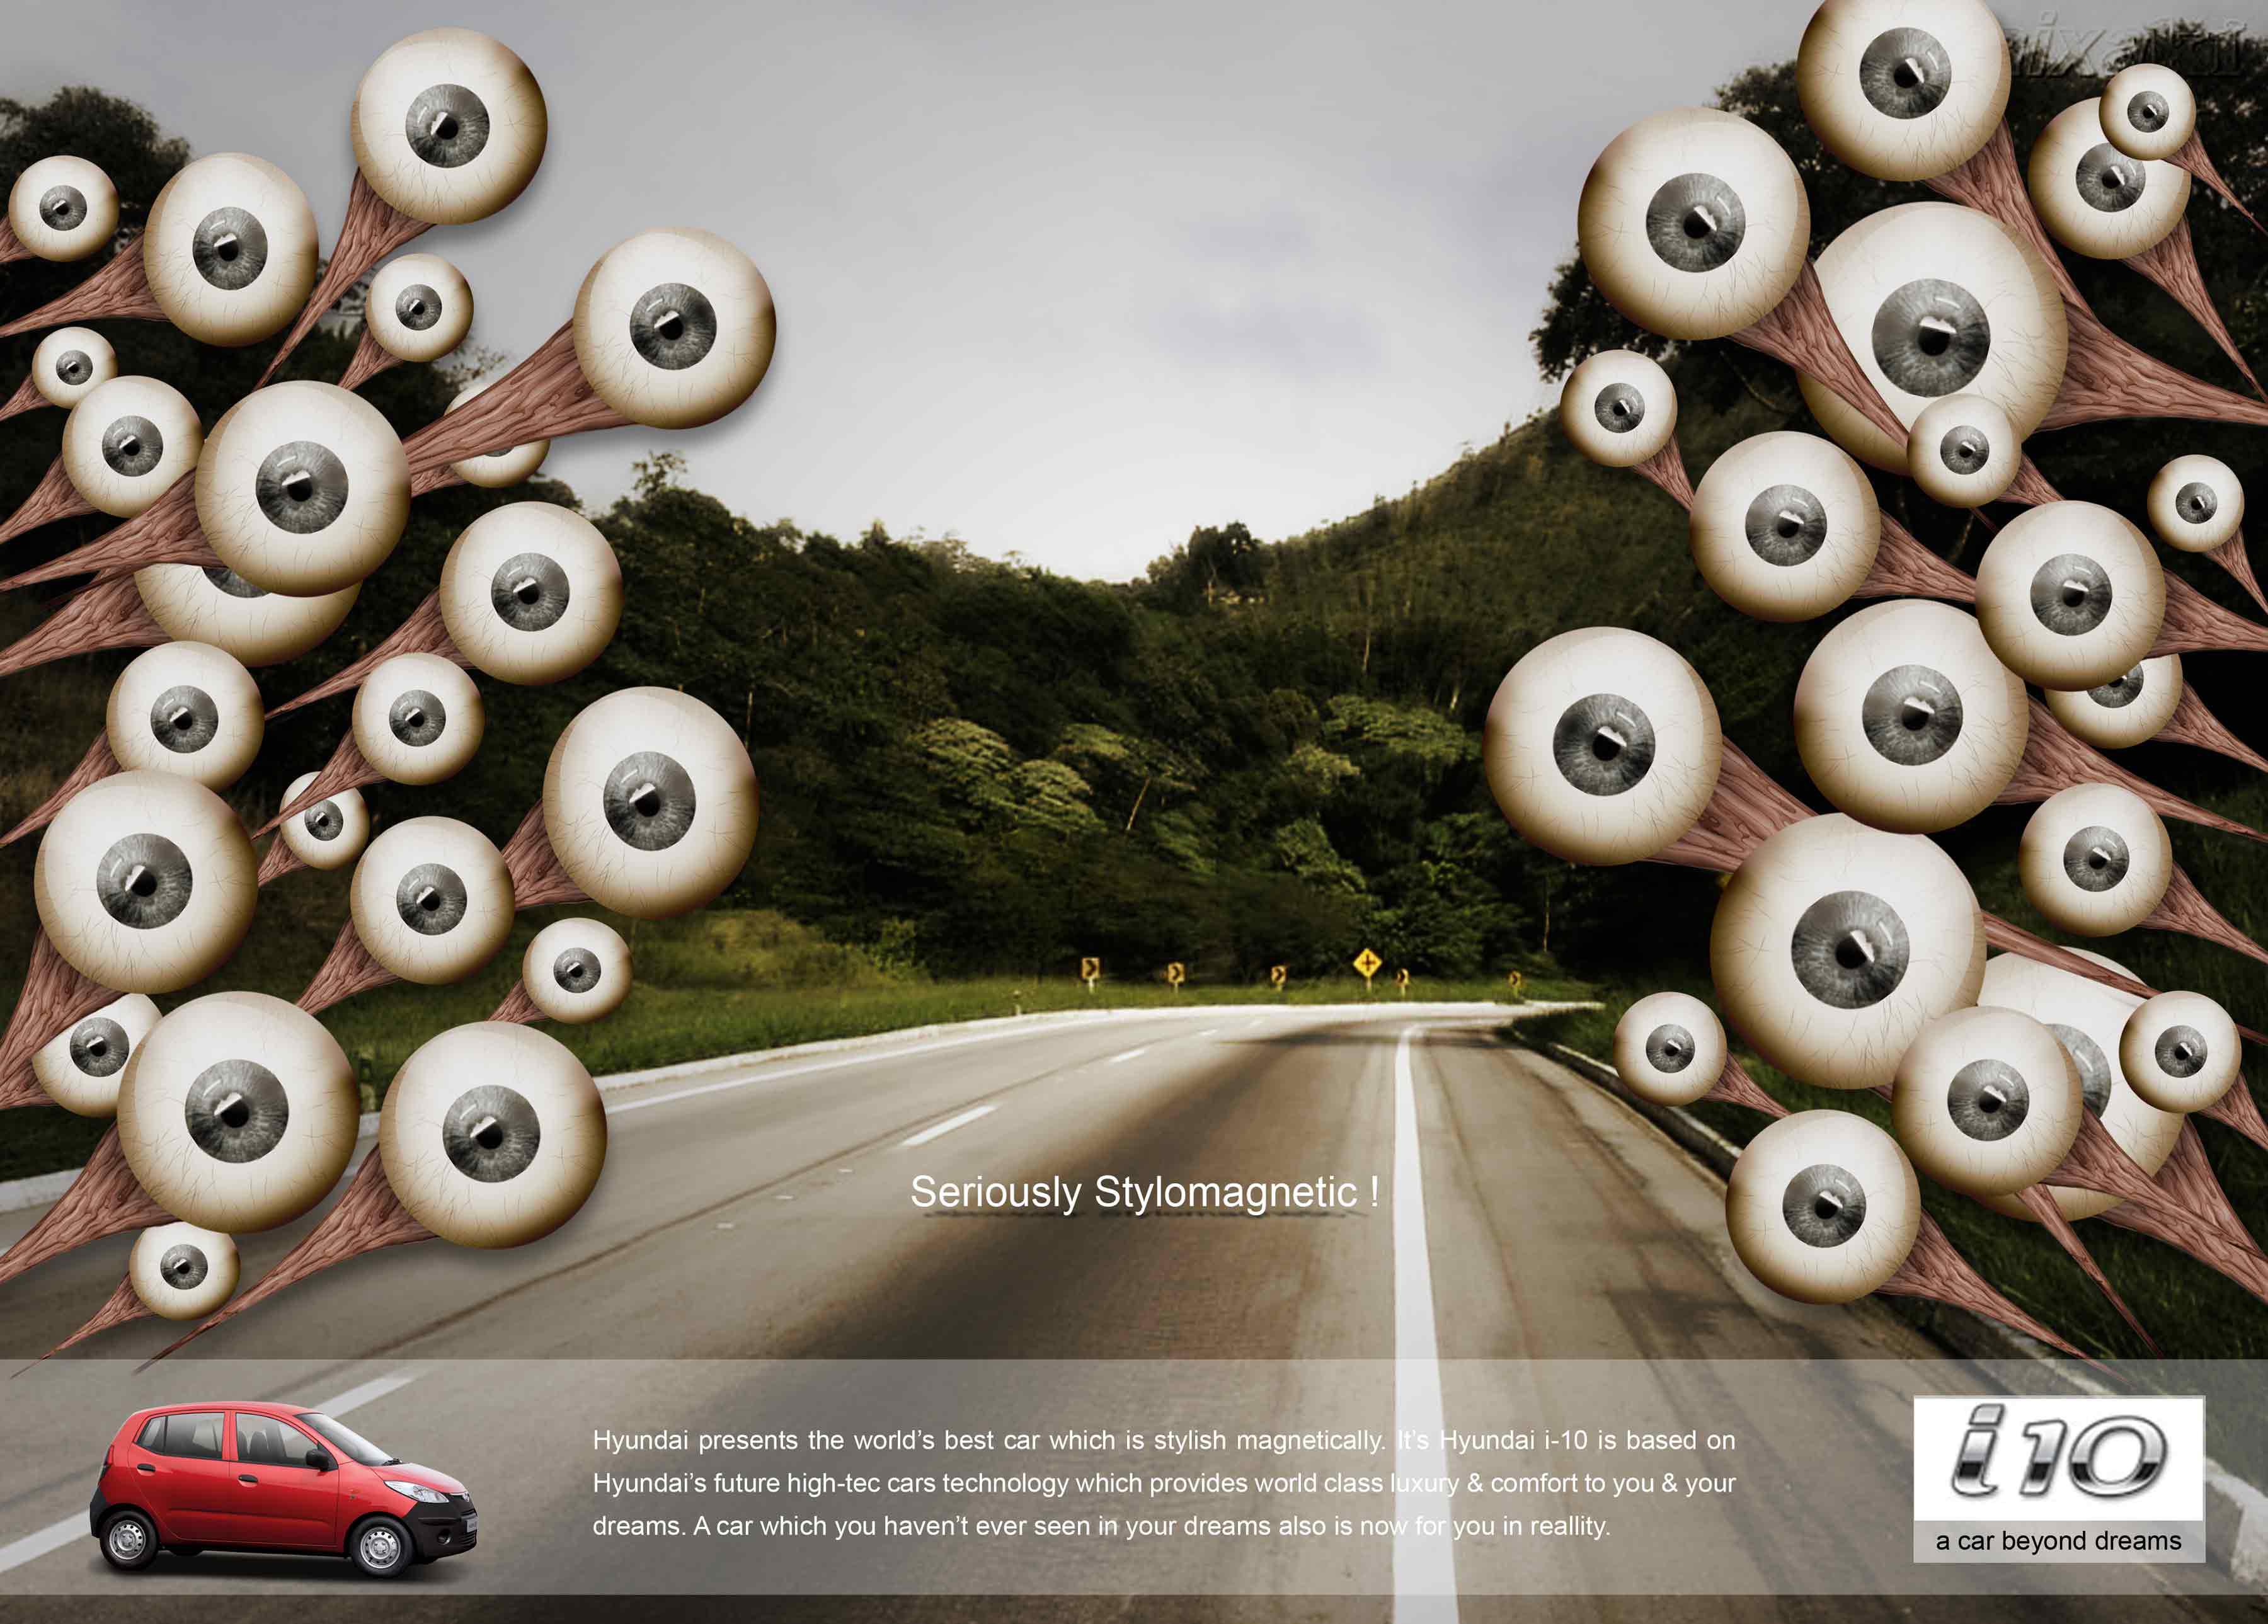 Seriously Stylomagnetic !
Hyundai presents the world's best car which is stylish magnetically. It's Hyundai i-10 is based on
Hyundai's future high-tec cars technology which provides world class luxury & comfort to you & your
dreams. A car which you haven't ever seen in your dreams also is now for you in reallity.
i10
a car beyond dreams